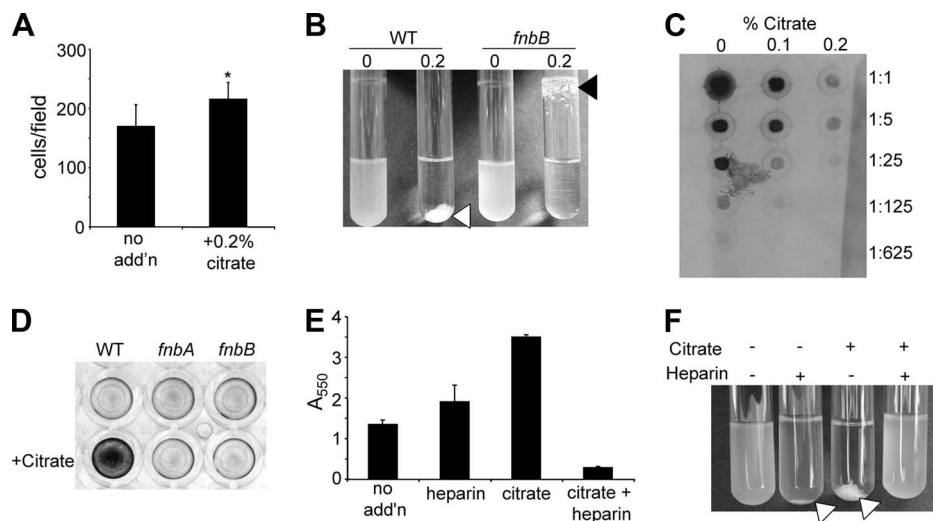 A
300
200
100
0
cells/field
*
no add'n
+0.2% citrate
B
WT
fnbB
0
0.2
0
0.2
C
% Citrate
0
0.1
0.2
1:1
1:5
1:25
1:125
1:625
D
WT
fnbA
fnbB
+Citrate
E
4
3
2
1
0
A550
no add'n
heparin
citrate
citrate + heparin
F
Citrate - - + +
Heparin - + - +